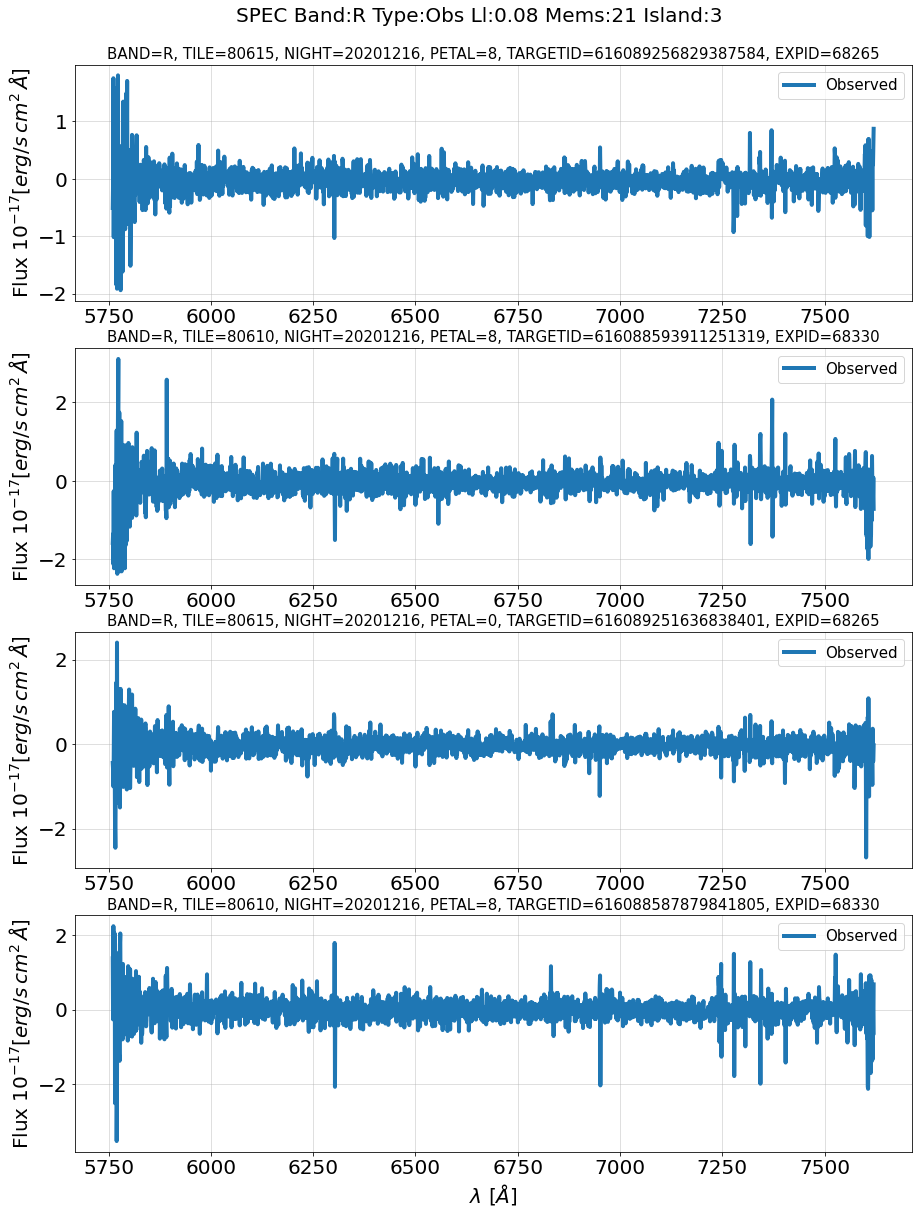 SPEC Band:R Type:Obs Ll:0.08 Mems:21 Island:3
BAND=R, TILE=80615, NIGHT=20201216, PETAL=8, TARGETID=616089256829387584, EXPID=68265
Flux 10^{-17}[erg/s cm^2 Å]
Observed
1
0
−1
−2
5750 6000 6250 6500 6750 7000 7250 7500
BAND=R, TILE=80610, NIGHT=20201216, PETAL=8, TARGETID=616088593911251319, EXPID=68330
Flux 10^{-17}[erg/s cm^2 Å]
Observed
2
0
−2
5750 6000 6250 6500 6750 7000 7250 7500
BAND=R, TILE=80615, NIGHT=20201216, PETAL=0, TARGETID=616089251636838401, EXPID=68265
Flux 10^{-17}[erg/s cm^2 Å]
Observed
2
0
−2
5750 6000 6250 6500 6750 7000 7250 7500
BAND=R, TILE=80610, NIGHT=20201216, PETAL=8, TARGETID=616088587879841805, EXPID=68330
Flux 10^{-17}[erg/s cm^2 Å]
Observed
2
0
−2
5750 6000 6250 6500 6750 7000 7250 7500
λ [Å]